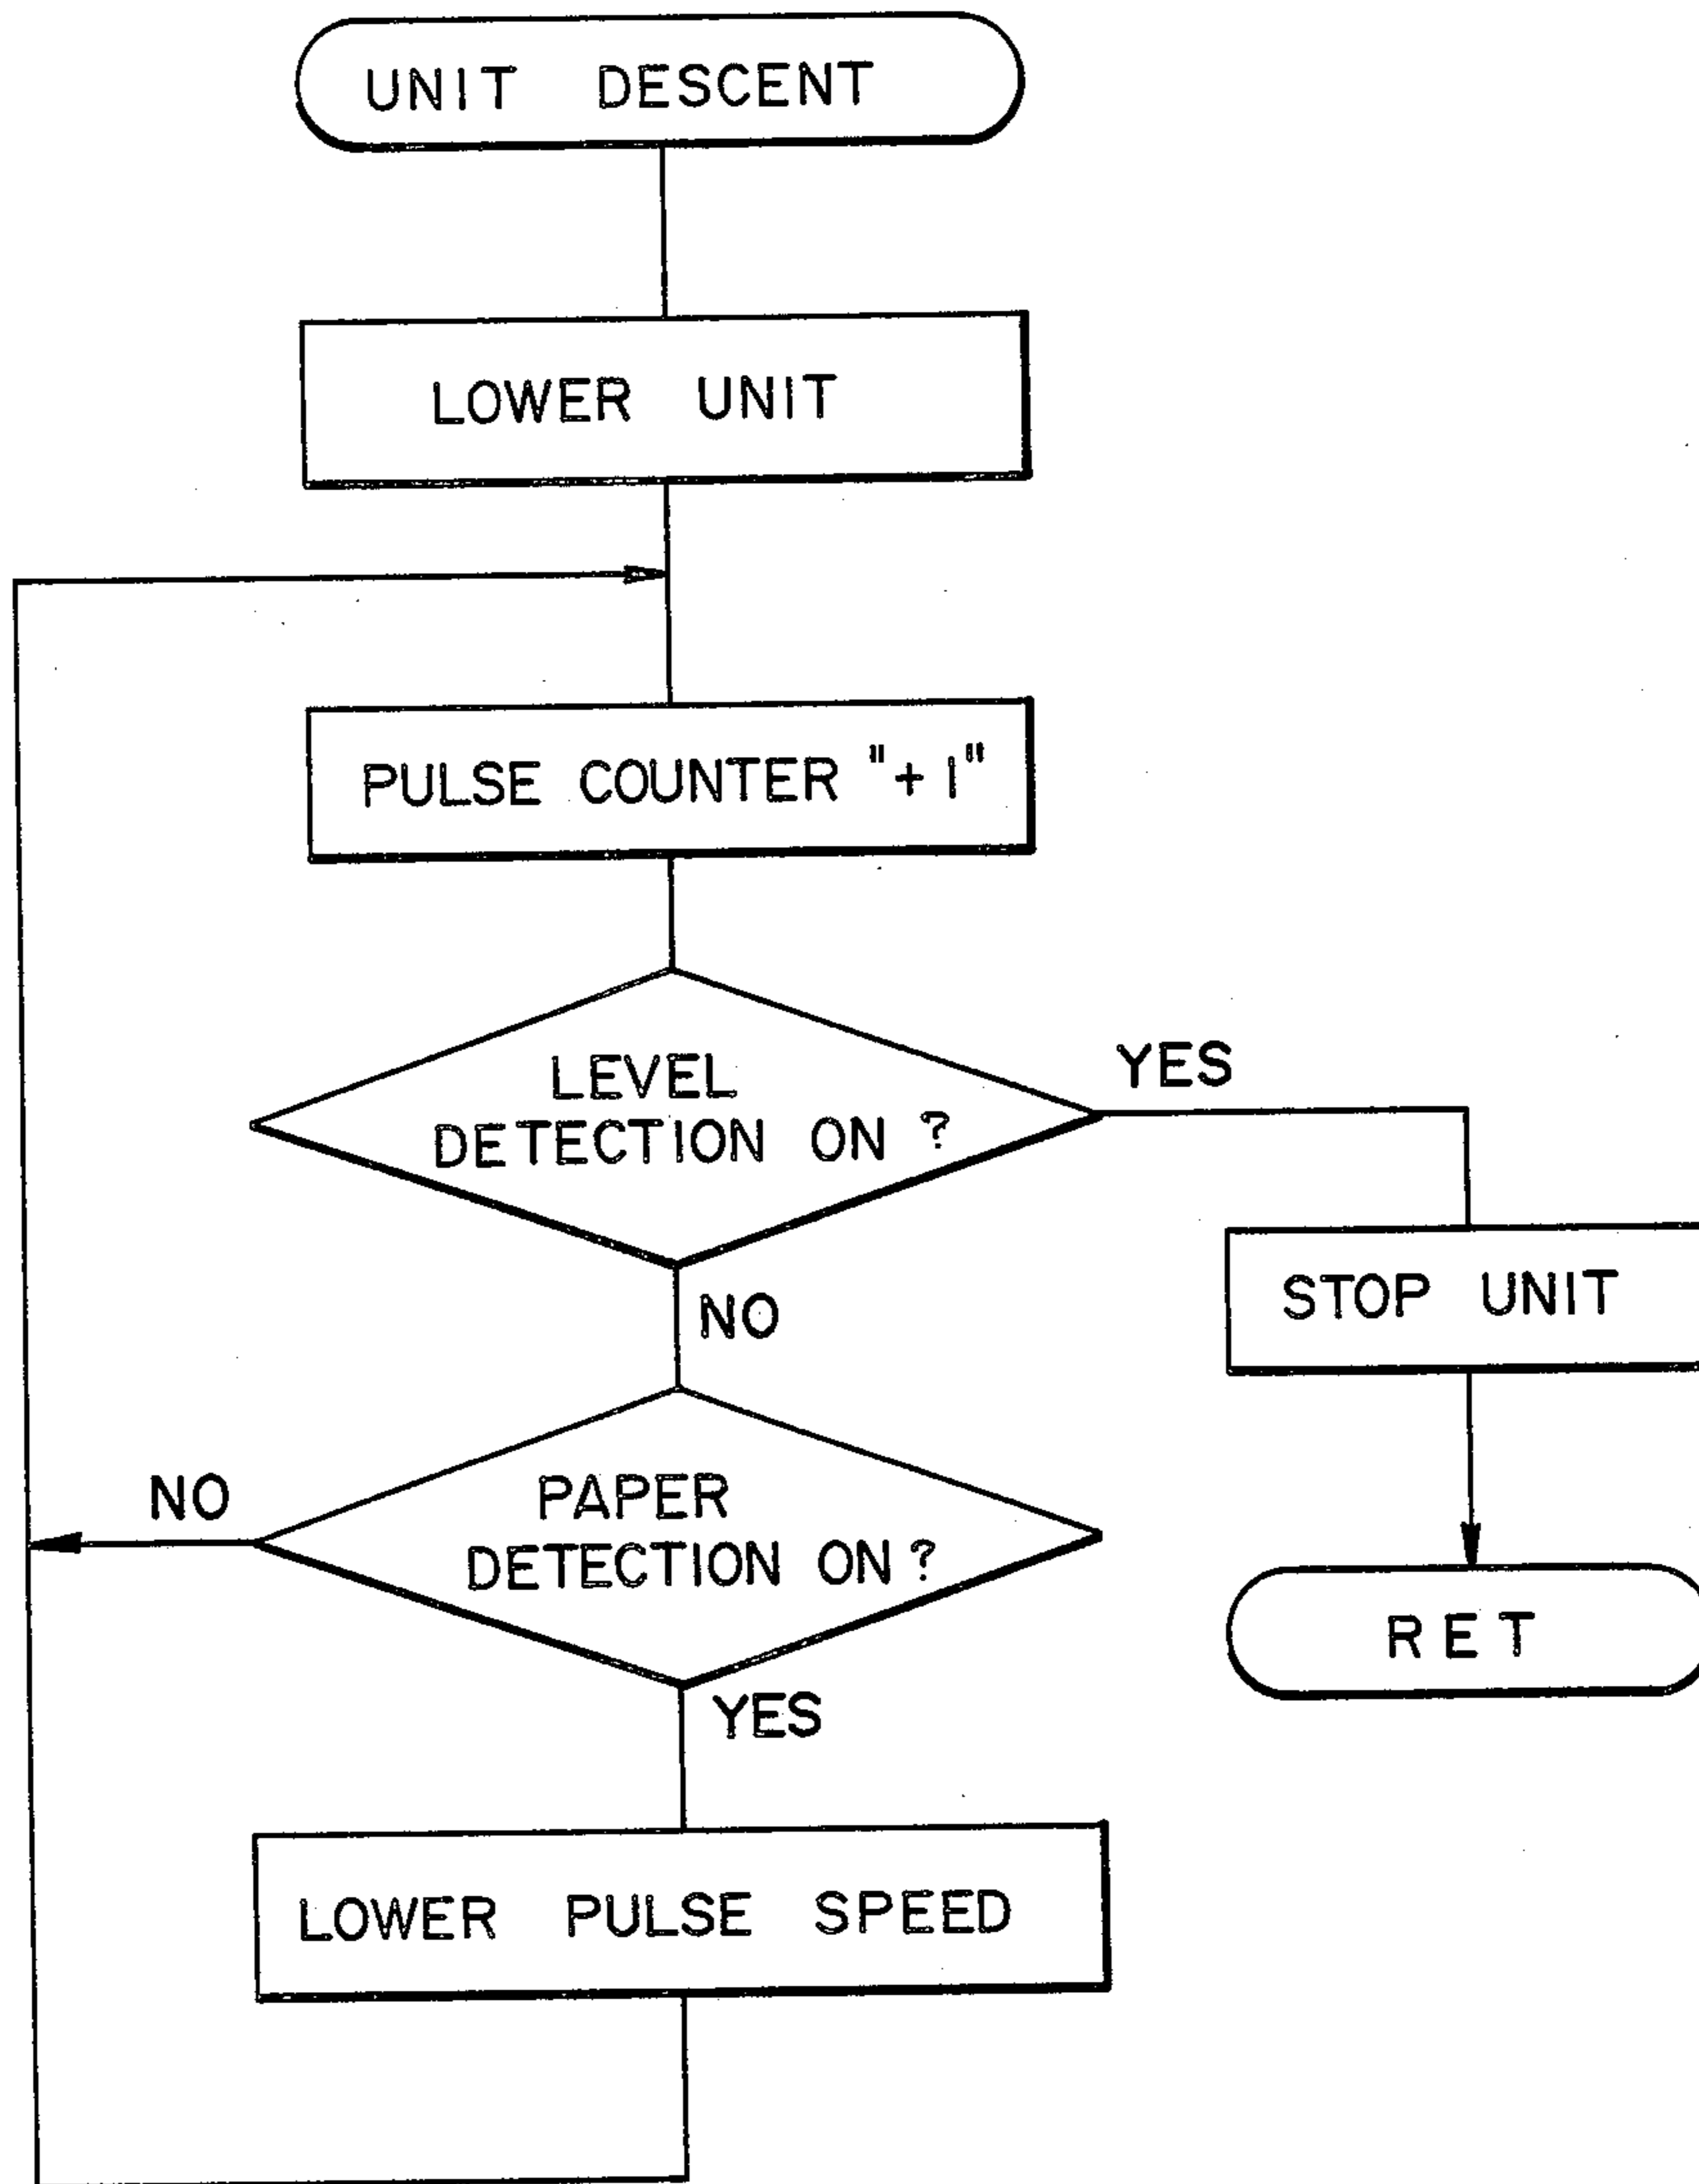 UNIT DESCENT
LOWER UNIT
PULSE COUNTER "+1"
LEVEL
DETECTION ON ?
YES
NO
STOP UNIT
PAPER
DETECTION ON ?
NO
YES
RET
LOWER PULSE SPEED